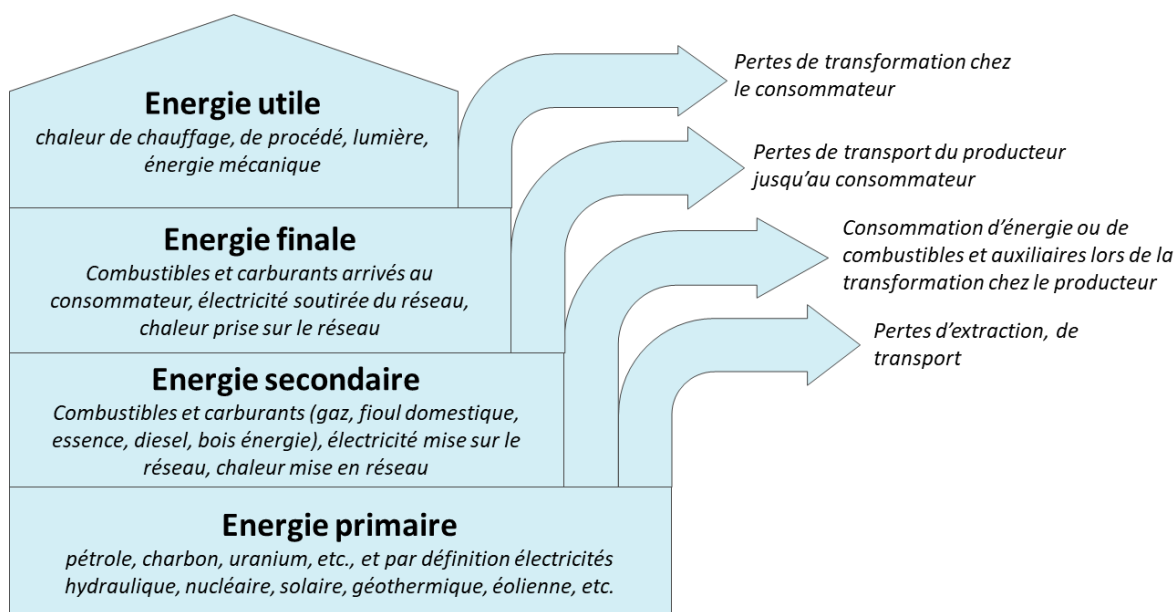 Energie utile
chaleur de chauffage, de procédé, lumière,
énergie mécanique
Pertes de transformation chez
le consommateur
Energie finale
Combustibles et carburants arrivés au
consommateur, électricité soutirée du réseau,
chaleur prise sur le réseau
Pertes de transport du producteur
jusqu'au consommateur
Energie secondaire
Combustibles et carburants (gaz, fioul domestique,
essence, diesel, bois énergie), électricité mise sur le
réseau, chaleur mise en réseau
Consommation d'énergie ou de
combustibles et auxiliaires lors de la
transformation chez le producteur
Energie primaire
pétrole, charbon, uranium, etc., et par définition électricités
hydraulique, nucléaire, solaire, géothermique, éolienne, etc.
Pertes d'extraction, de
transport